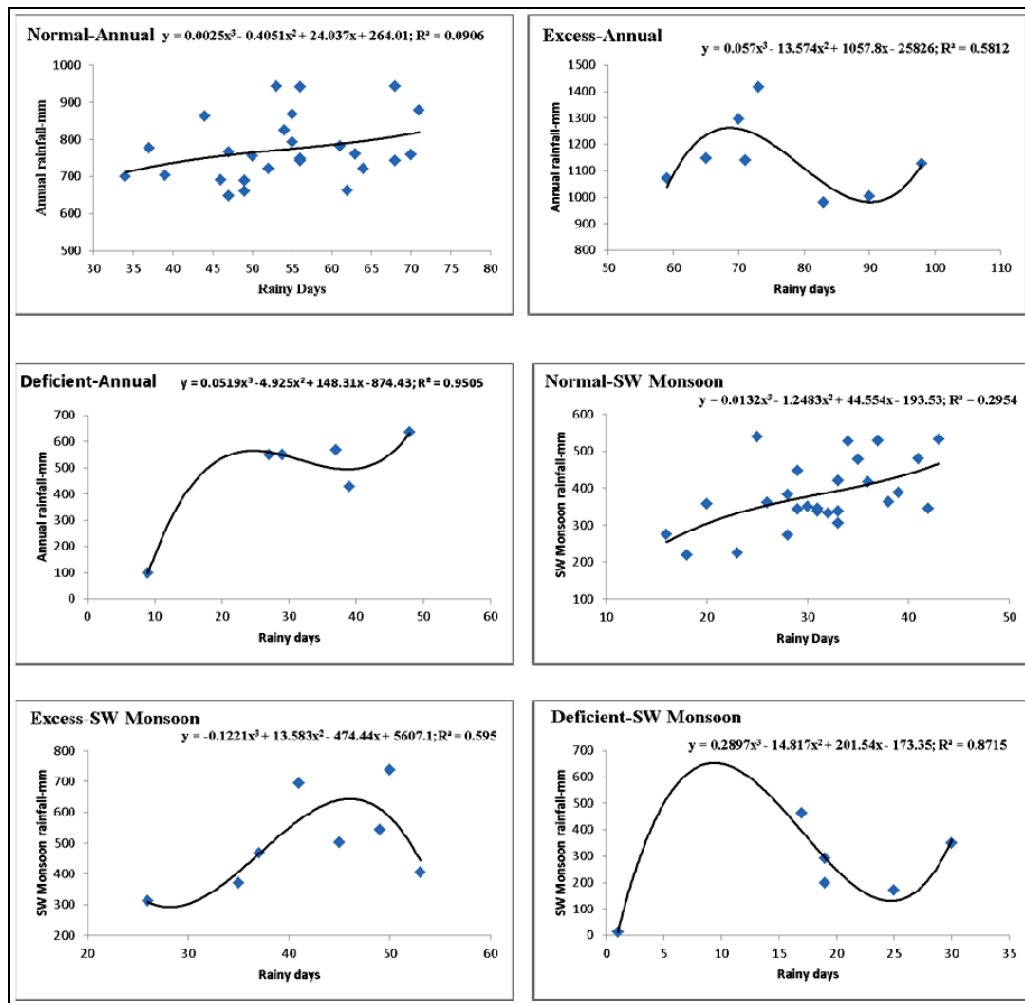 Normal-Annual y = 0.0025x³ - 0.4051x² + 24.037x + 264.01; R² = 0.0906
1000
900
800
700
600
500
Annual rainfall-mm
30 35 40 45 50 55 60 65 70 75 80
Rainy Days
Excess-Annual
y = 0.057x³ - 13.574x² + 1057.8x - 25826; R² = 0.5812
1500
1400
1300
1200
1100
1000
900
800
Annual rainfall-mm
50 60 70 80 90 100 110
Rainy days
Deficient-Annual y = 0.0519x³ -4.925x² + 148.31x -874.43; R² = 0.9505
700
600
500
400
300
200
100
0
Annual rainfall-mm
0 10 20 30 40 50 60
Rainy days
Normal-SW Monsoon
y = 0.0132x³ - 1.2483x² + 44.554x - 193.53; R² = 0.2954
600
500
400
300
200
100
SW Monsoon rainfall-mm
10 20 30 40 50
Rainy Days
Excess-SW Monsoon
y = -0.1221x³ + 13.583x² - 474.44x + 5607.1; R² = 0.595
800
700
600
500
400
300
200
SW Monsoon rainfall-mm
20 30 40 50 60
Rainy days
Deficient-SW Monsoon
y = 0.2897x³ - 14.817x² + 201.54x - 173.35; R² = 0.8715
700
600
500
400
300
200
100
0
SW Monsoon rainfall-mm
0 5 10 15 20 25 30 35
Rainy days